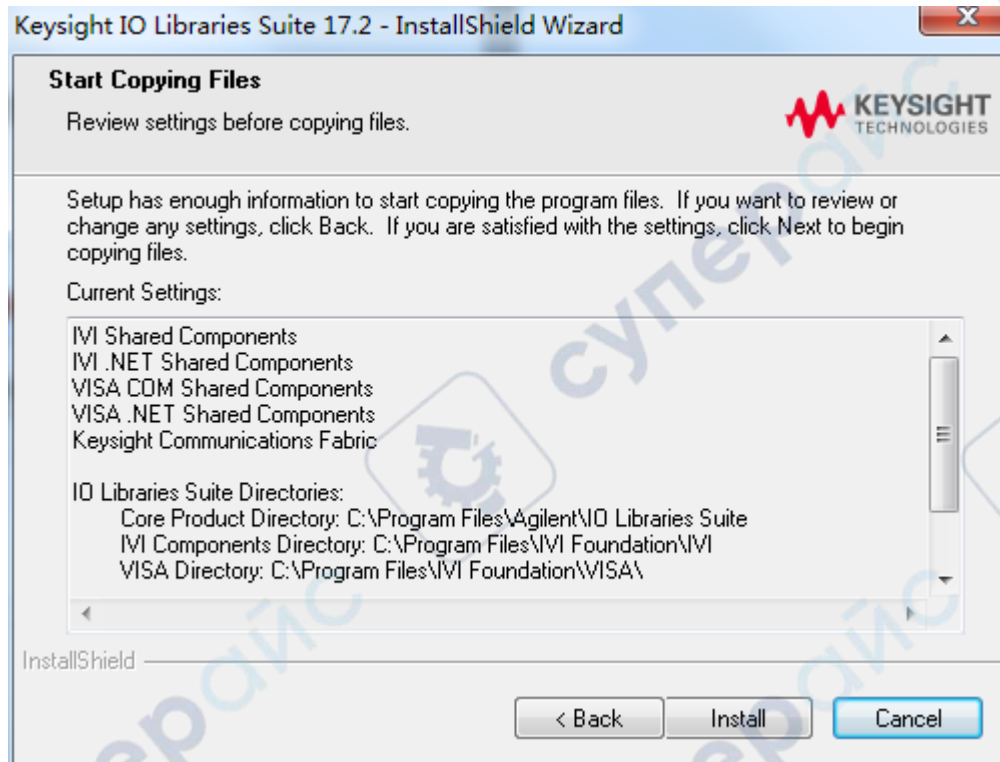 Keysight IO Libraries Suite 17.2 - InstallShield Wizard
Start Copying Files
Review settings before copying files.
KEYSIGHT
TECHNOLOGIES
Setup has enough information to start copying the program files. If you want to review or
change any settings, click Back. If you are satisfied with the settings, click Next to begin
copying files.
Current Settings:
IVI Shared Components
IVI .NET Shared Components
VISA COM Shared Components
VISA .NET Shared Components
Keysight Communications Fabric
IO Libraries Suite Directories:
Core Product Directory: C:\Program Files\Agilent\IO Libraries Suite
IVI Components Directory: C:\Program Files\IVI Foundation\IVI
VISA Directory: C:\Program Files\IVI Foundation\VISA\
InstallShield
< Back
Install
Cancel
суперайс